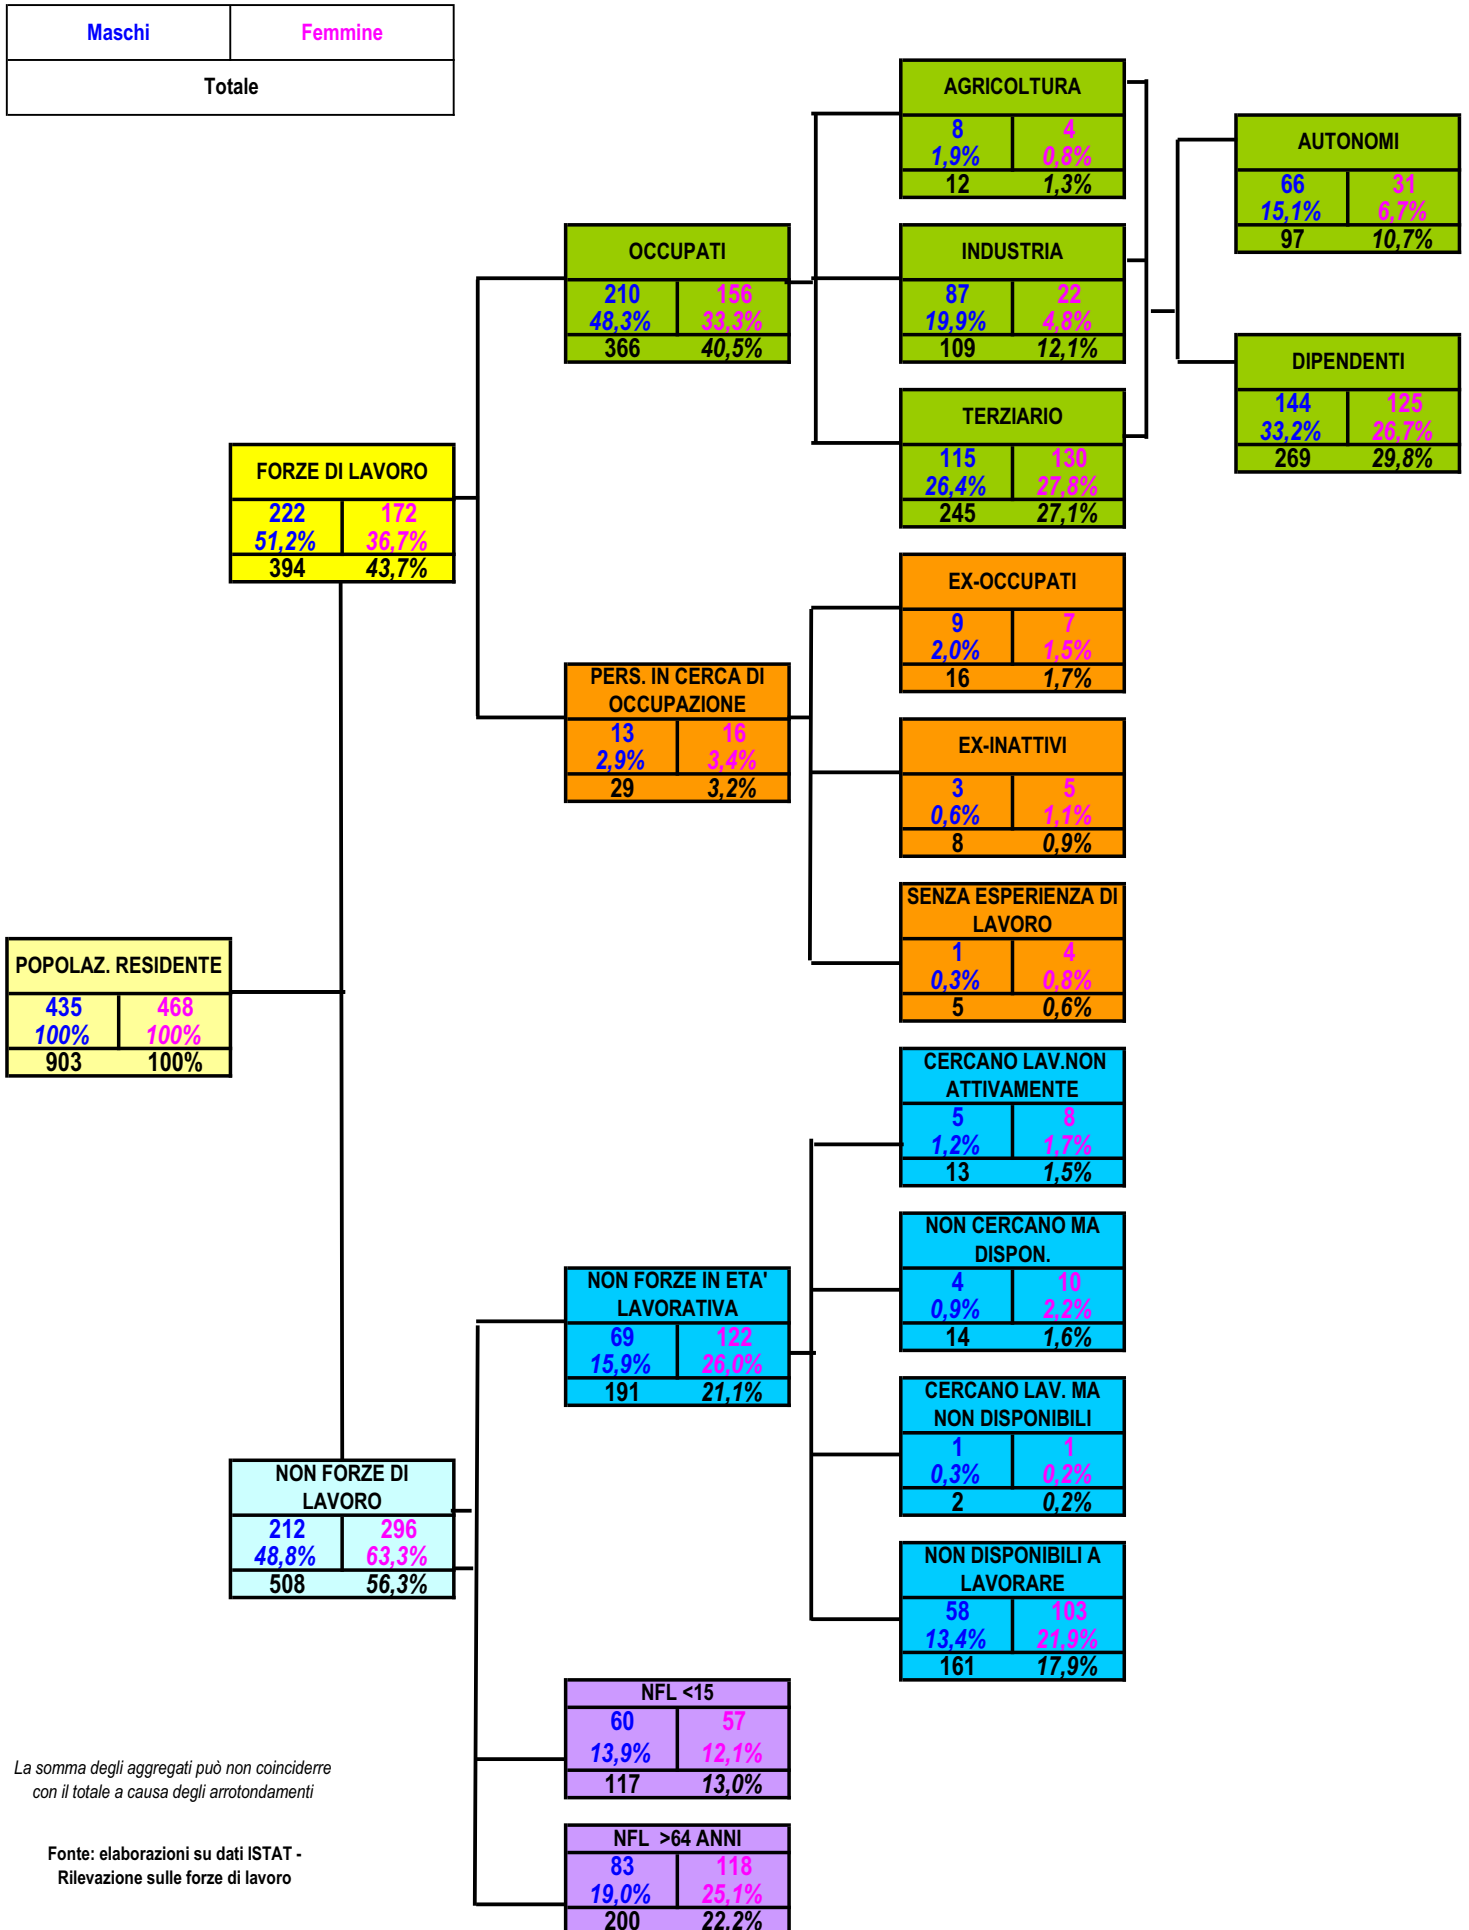 Maschi Femmine
Totale
AGRICOLTURA
8 4
1,9% 0,8%
12 1,3%
AUTONOMI
66 31
15,1% 6,7%
97 10,7%
OCCUPATI
210 156
48,3% 33,3%
366 40,5%
INDUSTRIA
87 22
19,9% 4,8%
109 12,1%
DIPENDENTI
144 125
33,2% 26,7%
269 29,8%
TERZIARIO
115 130
26,4% 27,8%
245 27,1%
FORZE DI LAVORO
222 172
51,2% 36,7%
394 43,7%
EX-OCCUPATI
9 7
2,0% 1,5%
16 1,7%
PERS. IN CERCA DI
OCCUPAZIONE
13 16
2,9% 3,4%
29 3,2%
EX-INATTIVI
3 5
0,6% 1,1%
8 0,9%
SENZA ESPERIENZA DI
LAVORO
1 4
0,3% 0,8%
5 0,6%
POPOLAZ. RESIDENTE
435 468
100% 100%
903 100%
CERCANO LAV.NON
ATTIVAMENTE
5 8
1,2% 1,7%
13 1,5%
NON CERCANO MA
DISPON.
4 10
0,9% 2,2%
14 1,6%
NON FORZE IN ETA'
LAVORATIVA
69 122
15,9% 26,0%
191 21,1%
CERCANO LAV. MA
NON DISPONIBILI
1 1
0,3% 0,2%
2 0,2%
NON FORZE DI
LAVORO
212 296
48,8% 63,3%
508 56,3%
NON DISPONIBILI A
LAVORARE
58 103
13,4% 21,9%
161 17,9%
NFL <15
60 57
13,9% 12,1%
117 13,0%
La somma degli aggregati può non coinciderre
con il totale a causa degli arrotondamenti
NFL >64 ANNI
83 118
19,0% 25,1%
200 22,2%
Fonte: elaborazioni su dati ISTAT -
Rilevazione sulle forze di lavoro